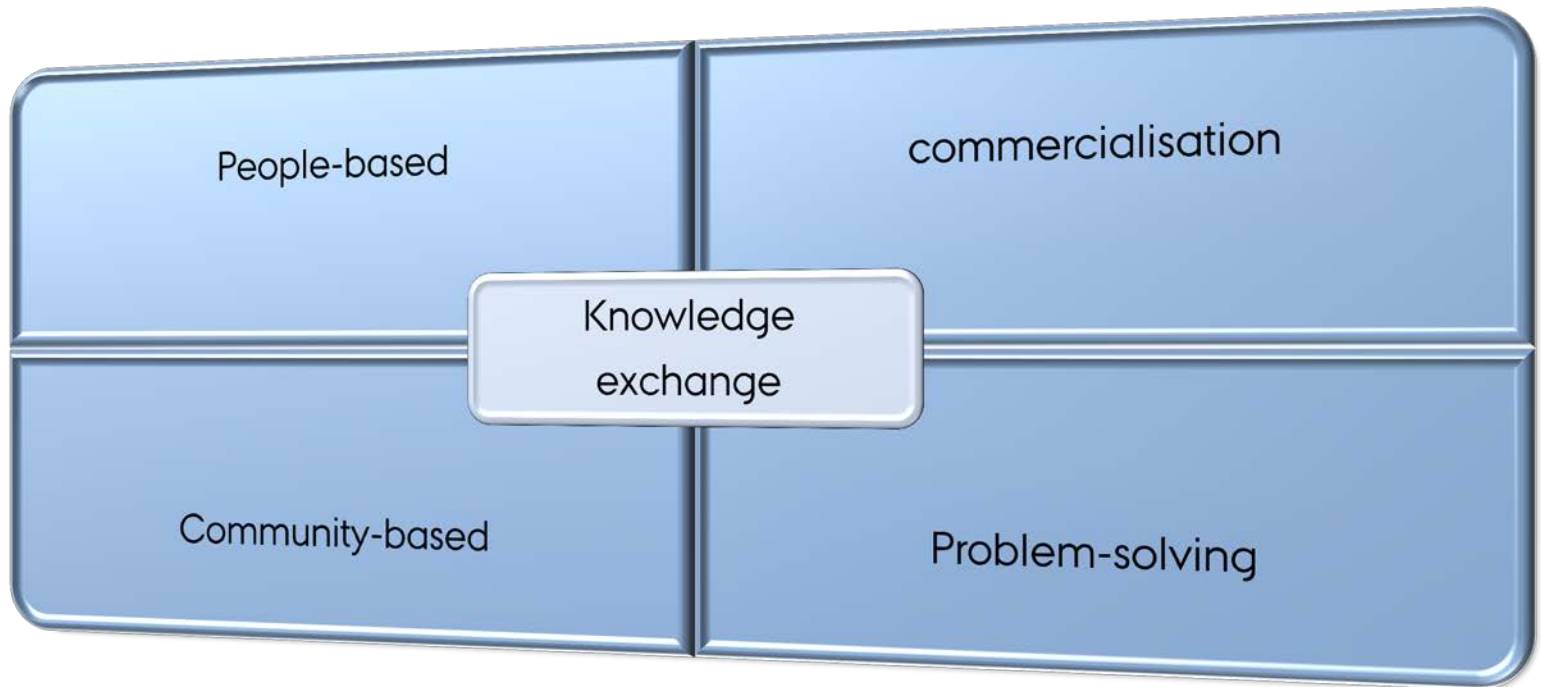 People-based
commercialisation
Knowledge
exchange
Community-based
Problem-solving